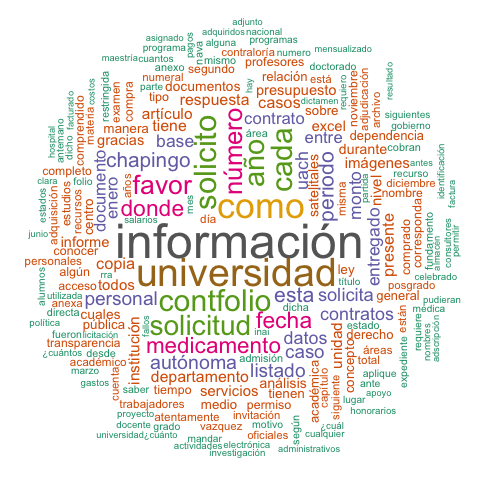 adjunto
asignado adquiridos nacional
programa alguna programas
pagos nava mensualizado
maestría cuantos mismo contraloría numero
anexo segundo profesores doctorado
parte numeral relación está hay
costos tipo documentos presupuesto dictamen
restringida compra respuesta casos sobre resultado
examen artículo excel requiere
facturado materia manera tiene contrato noviembre adjudicación siguientes
hospital dicho antemano gracias base solicito número año cada entre dependencia archivo gobierno
comprendido documento chapingo área uach durante cobran
clara completo enero favor como satelitales periodo imágenes identificación
estados folio años donde mes monto nivel diciembre antes
adquisición estudios recursos centro día misma nombre partida recurso
junio informe salarios información entregado presente comprado corresponda factura
conocer fundamento almacén consultores permitir
personales algún copia rra universidad ley celebrado
alumnos acceso todos título posgrado
utilizada anexa personal contfolio esta solicita general pudieran
directa cuales dicha contratos médica
política pública solicitud fecha datos estado están
fueron licitación fallos inai caso unidad concepto derecho requiere nombres adscripción
¿cuántos transparencia desde institución medicamento áreas expediente
académico autónoma listado admisión total
marzo departamento análisis académica capítulo siguiente aplique
gastos cuenta saber tiempo servicios tienen ante apoyo
trabajadores medio permiso lugar honorarios
proyecto atentamente invitación
docente grado vazquez motivo oficiales según ¿cuál
universidad¿cuánto mandar electrónica cualquier
actividades investigación administrativos